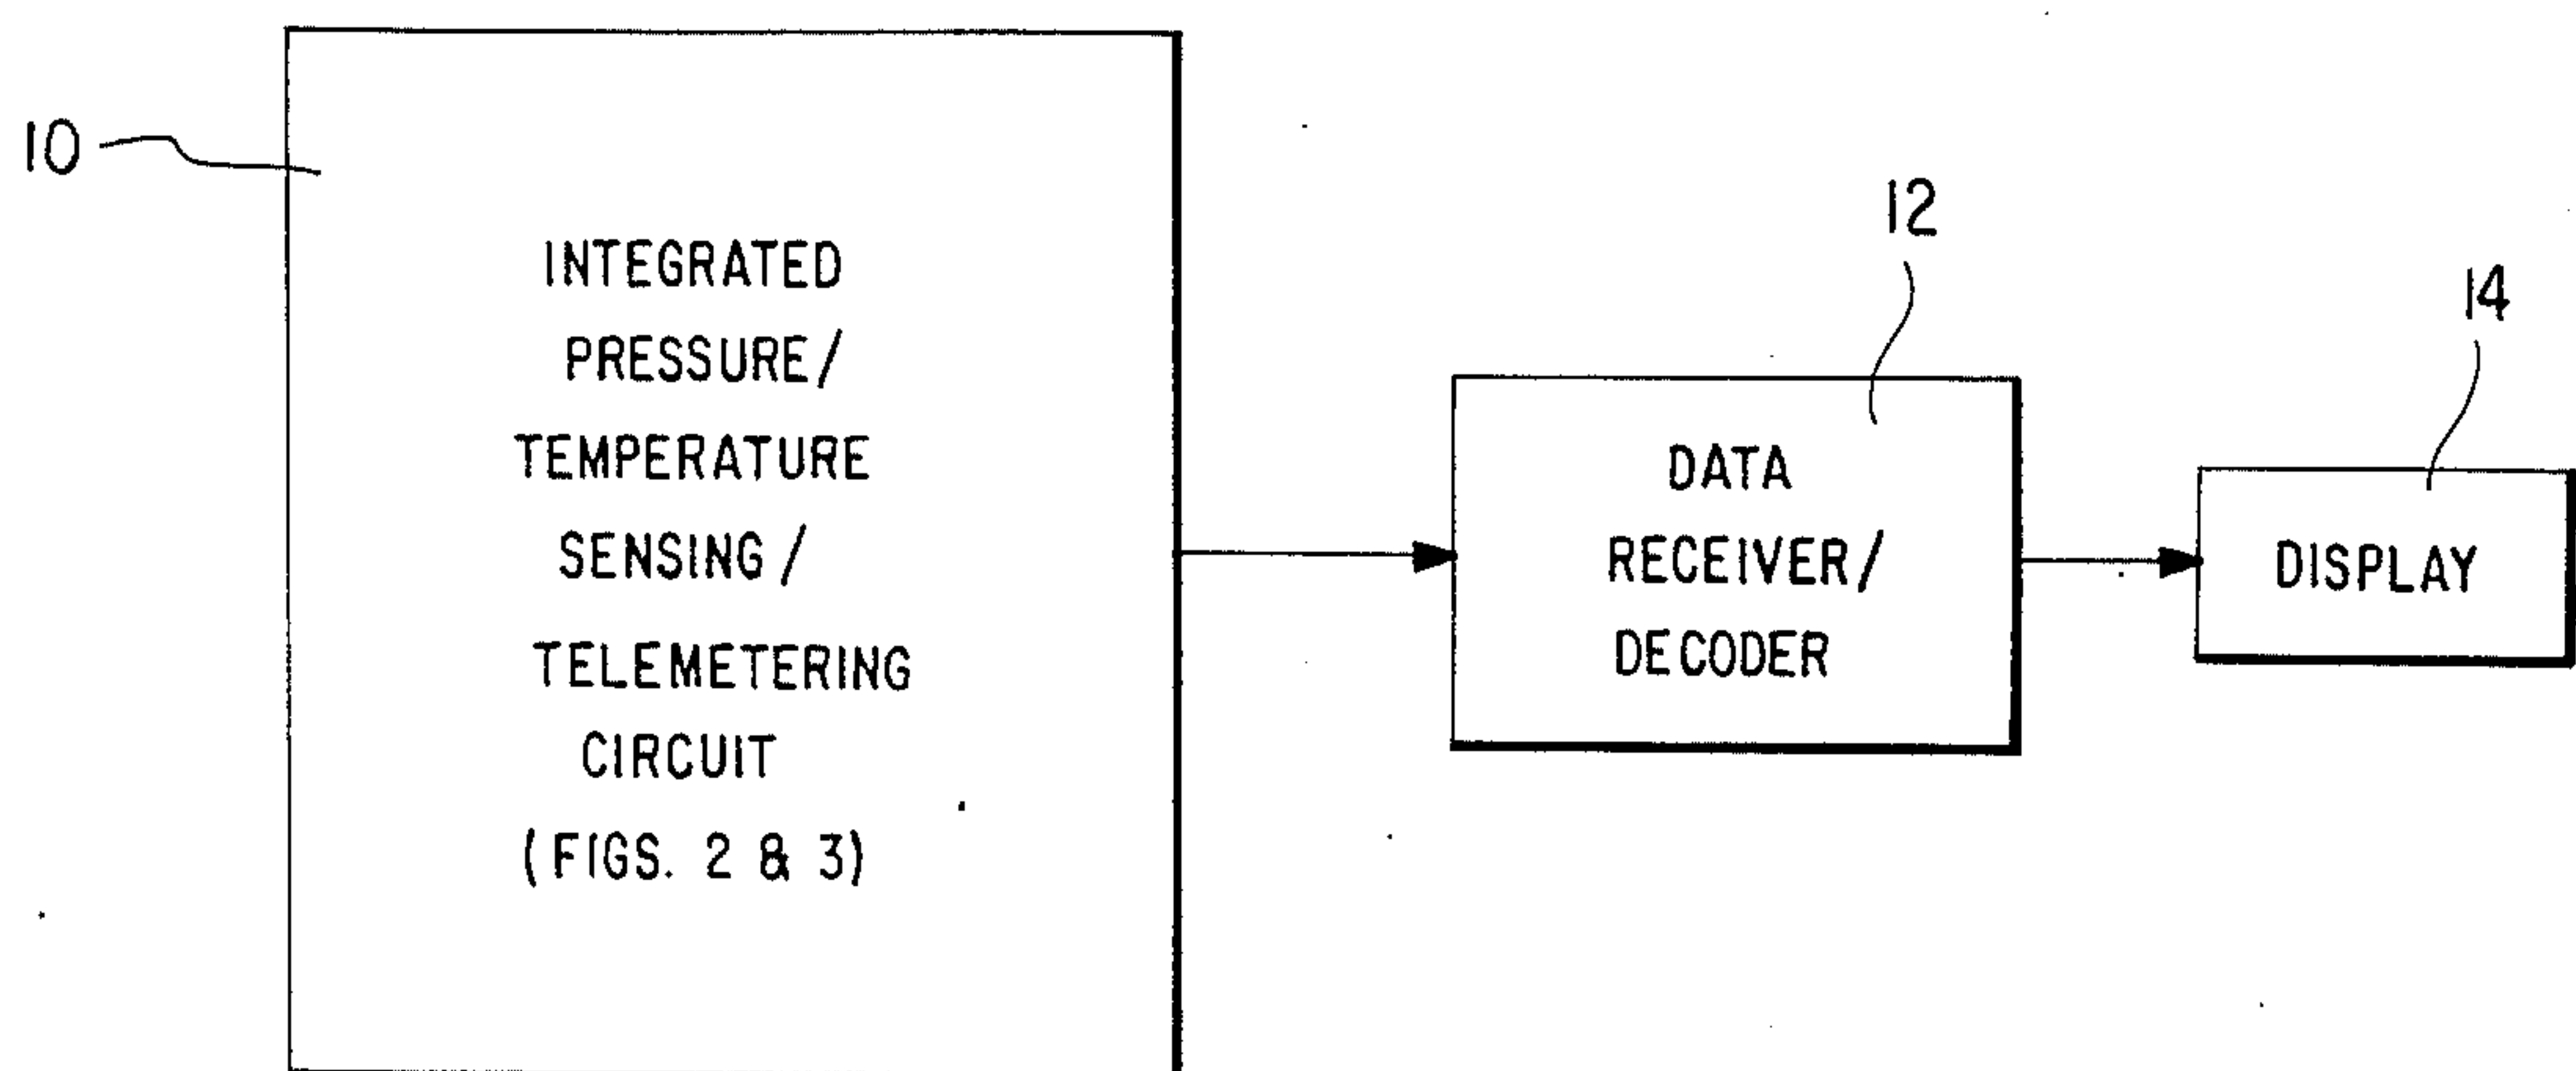 10
INTEGRATED
PRESSURE/
TEMPERATURE
SENSING/
TELEMETERING
CIRCUIT
(FIGS. 2 & 3)
12
DATA
RECEIVER/
DECODER
14
DISPLAY